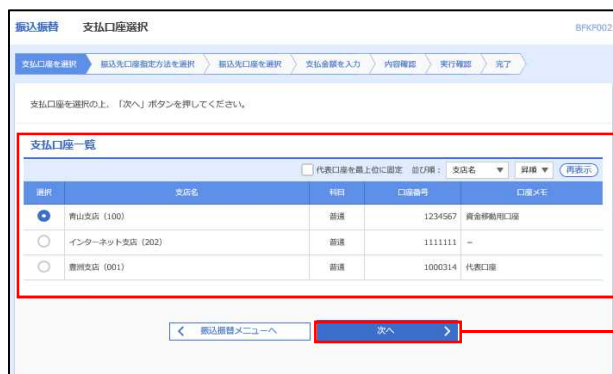 振込振替 支払口座選択 BFKF002
支払口座を選択 振込先口座指定方法を選択 振込先口座を選択 支払金額を入力 内容確認 実行確認 完了
支払口座を選択の上、「次へ」ボタンを押してください。
支払口座一覧
代表口座を最上位に固定 並び順： 支店名 ▼ 昇順 ▼ 再表示
選択 支店名 科目 口座番号 口座メモ
青山支店（100） 普通 1234567 資金移動用口座
インターネット支店（202） 普通 1111111 －
豊洲支店（001） 普通 1000314 代表口座
振込振替メニューへ 次へ